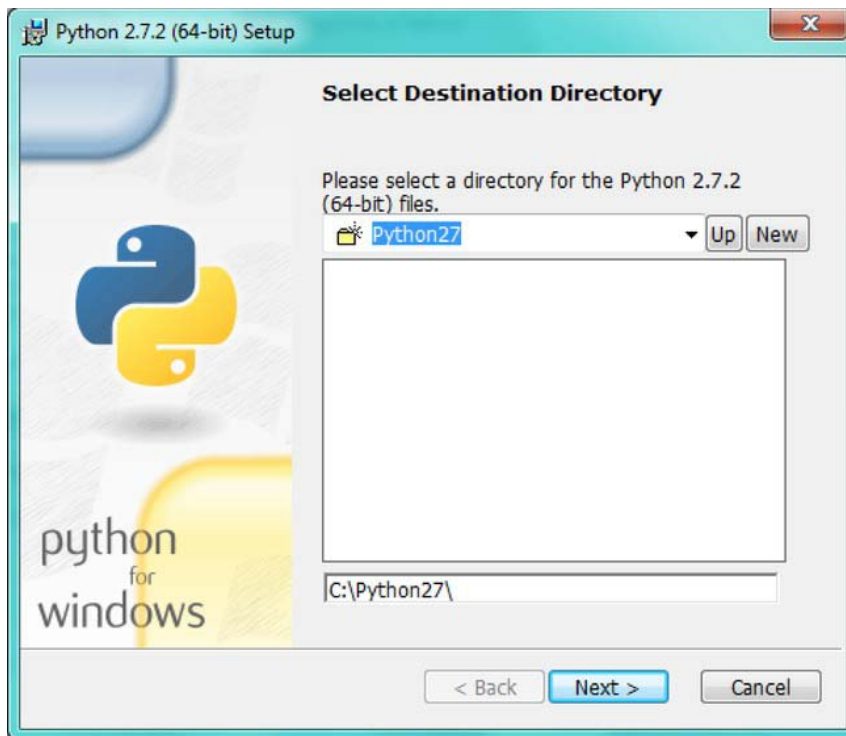 Python 2.7.2 (64-bit) Setup
Select Destination Directory
Please select a directory for the Python 2.7.2
(64-bit) files.
Python27
Up
New
C:\Python27\
python
for
windows
< Back
Next >
Cancel